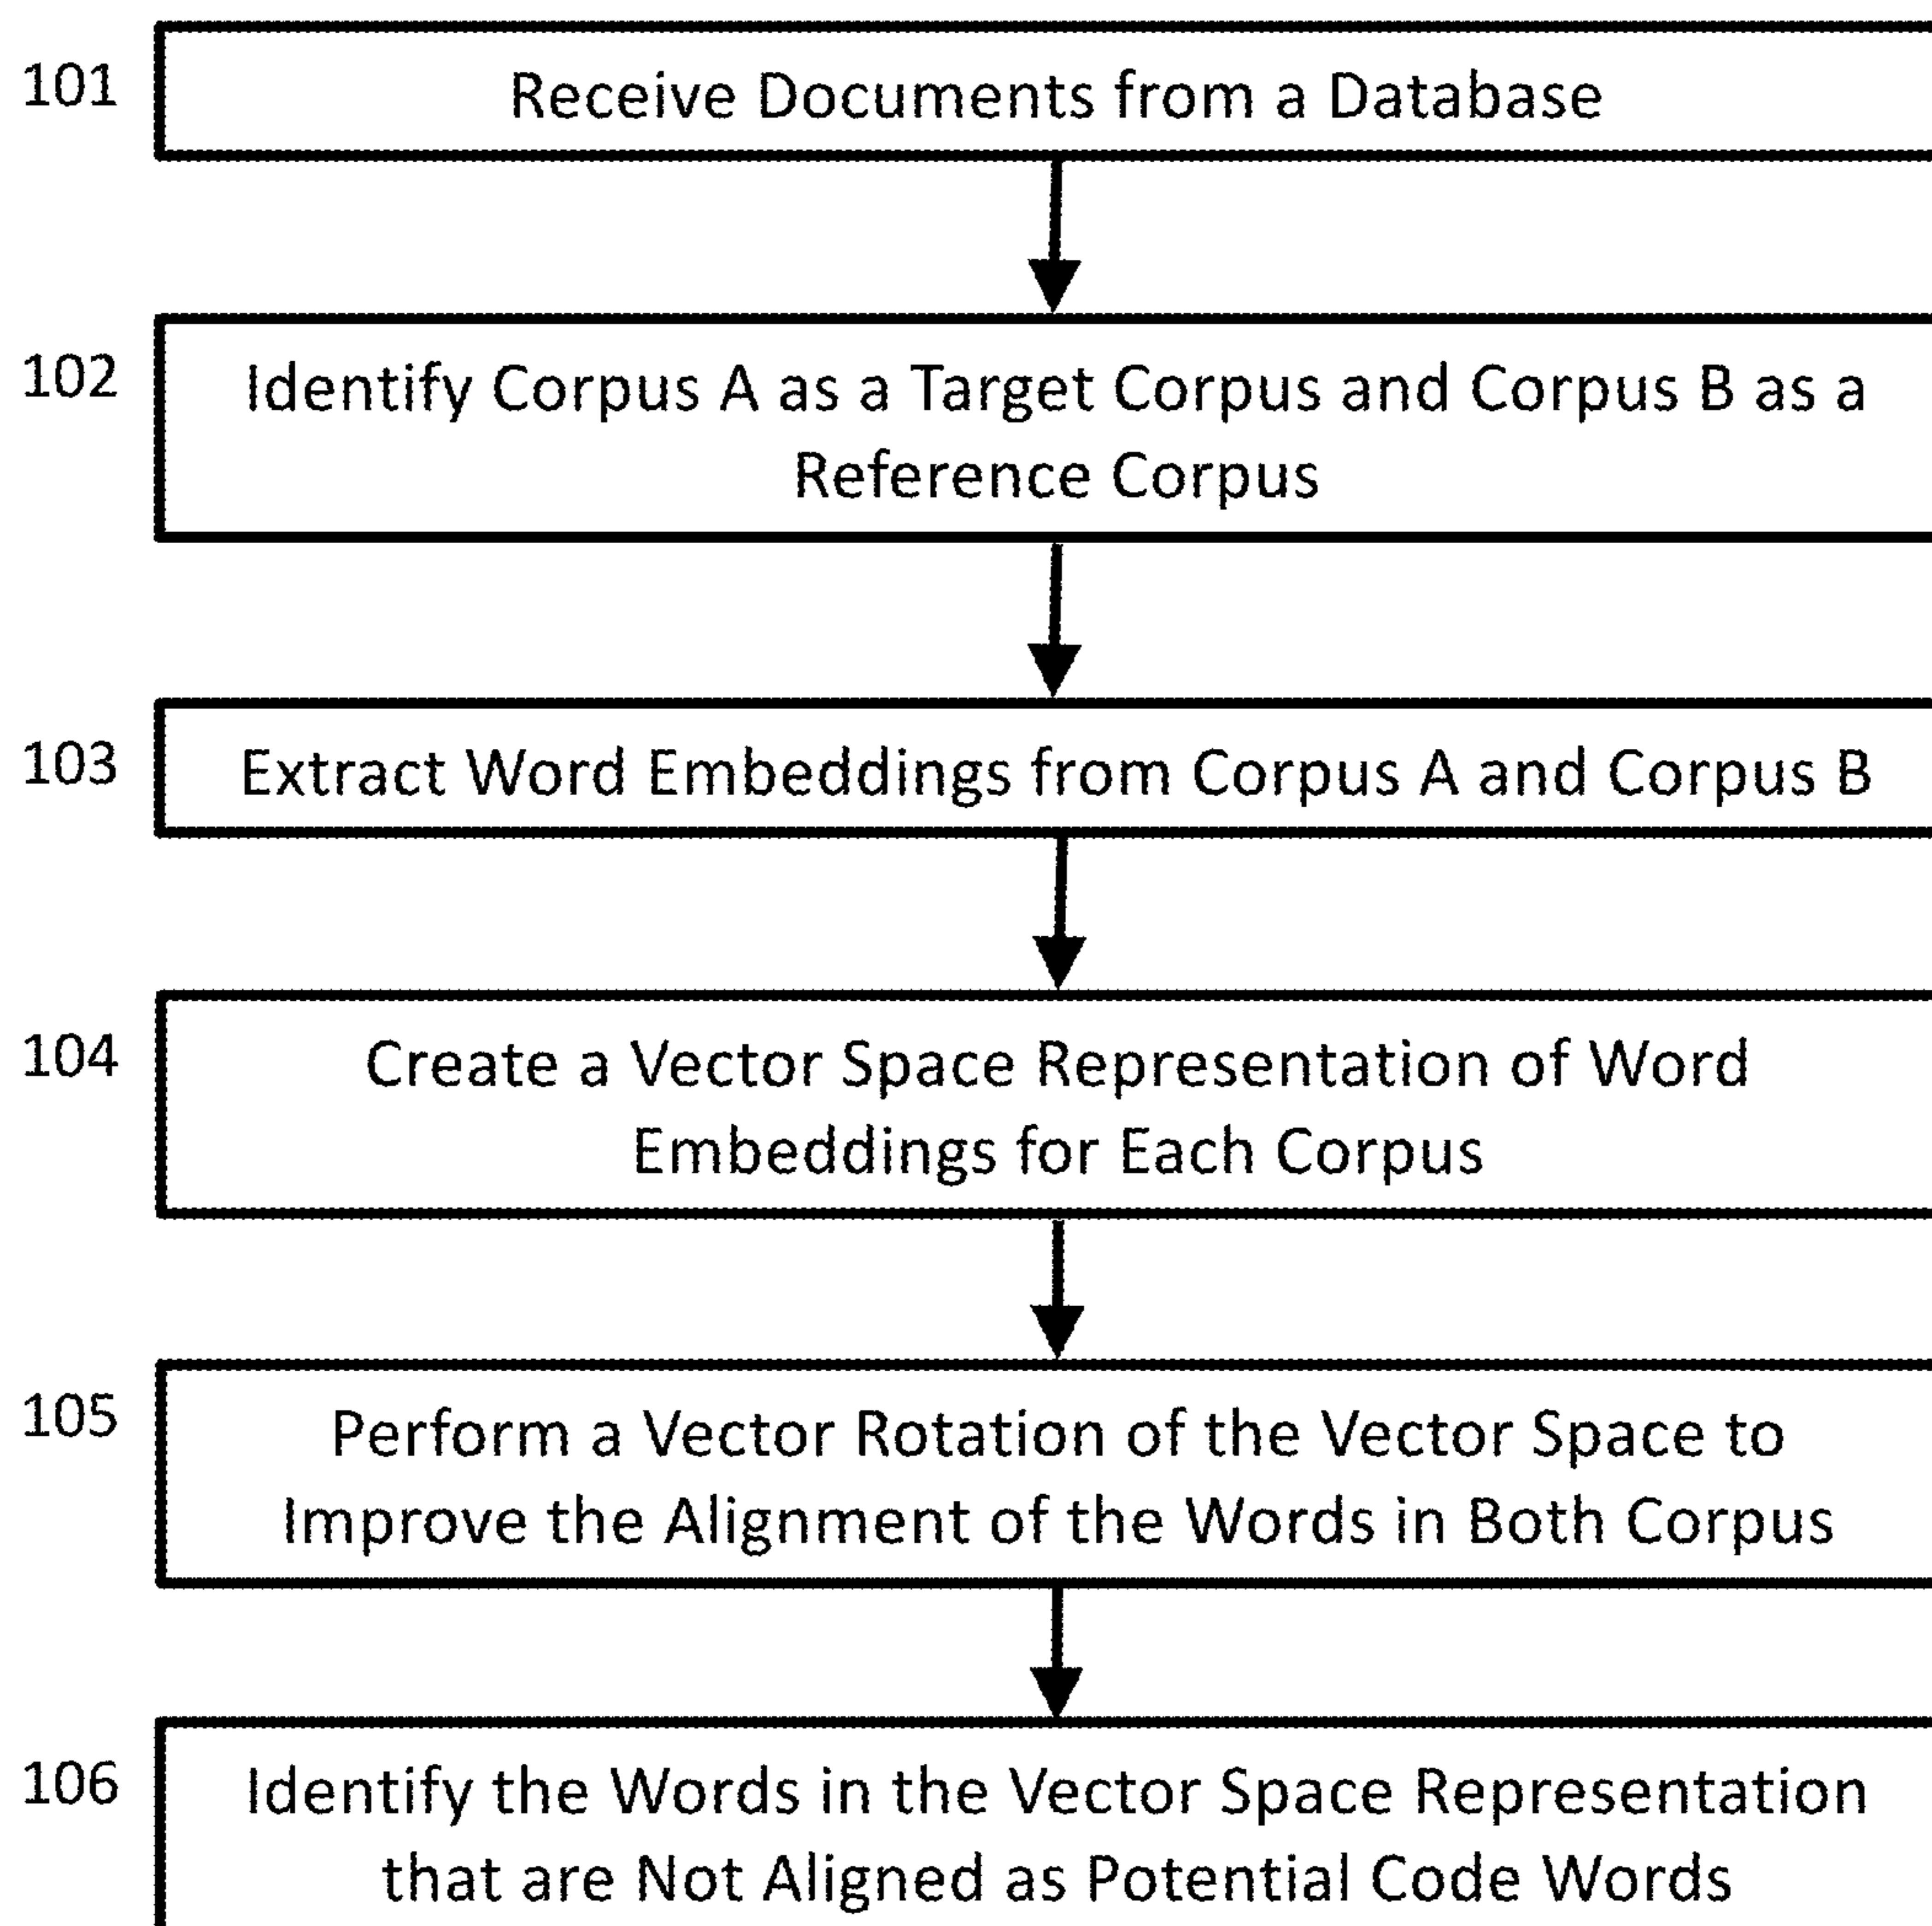 101
Receive Documents from a Database
102
Identify Corpus A as a Target Corpus and Corpus B as a
Reference Corpus
103
Extract Word Embeddings from Corpus A and Corpus B
104
Create a Vector Space Representation of Word
Embeddings for Each Corpus
105
Perform a Vector Rotation of the Vector Space to
Improve the Alignment of the Words in Both Corpus
106
Identify the Words in the Vector Space Representation
that are Not Aligned as Potential Code Words